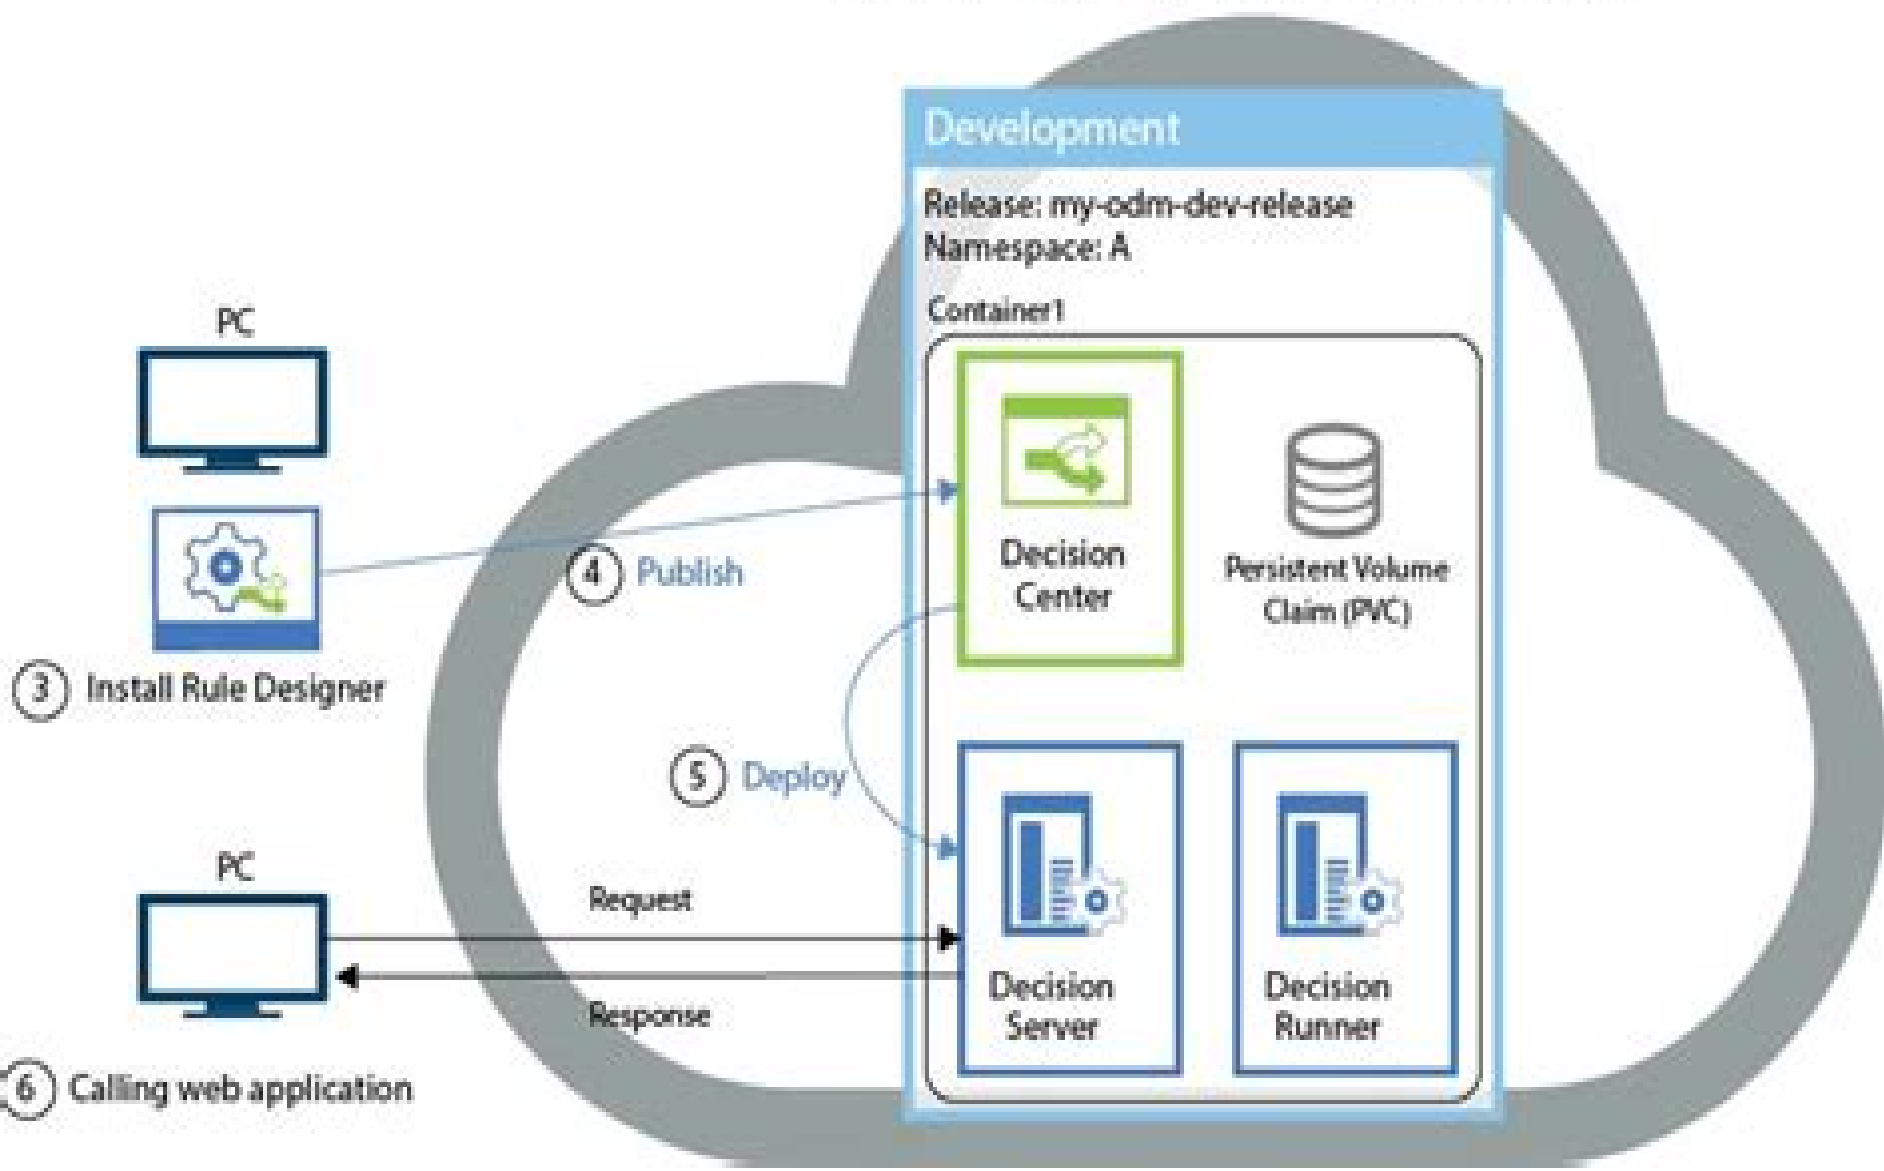 Development
Release: my-odm-dev-release
Namespace: A
Container1
PC
Decision
Center
Persistent Volume
Claim (PVC)
4 Publish
3 Install Rule Designer
5 Deploy
PC
Request
Response
Decision
Server
Decision
Runner
6 Calling web application